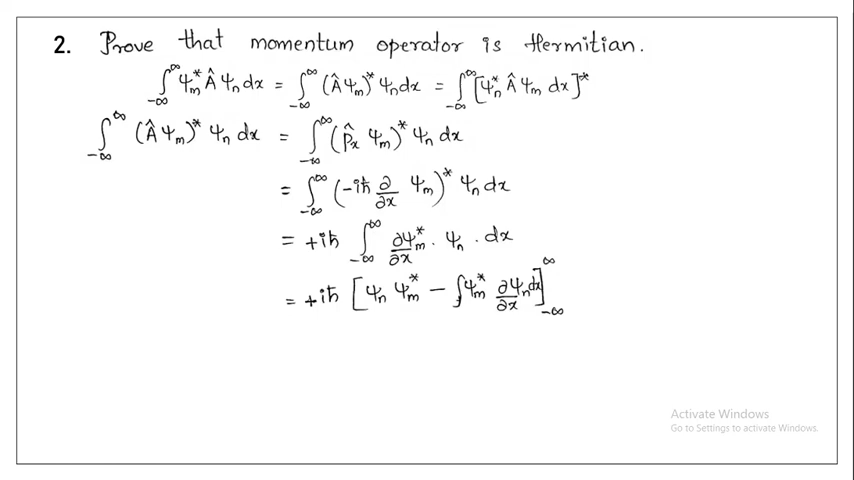 2. Prove that momentum operator is Hermitian.
∫_{-∞}^{∞} Ψ_m^* Â Ψ_n dx = ∫_{-∞}^{∞} (Â Ψ_m)^* Ψ_n dx = ∫_{-∞}^{∞} [Ψ_n^* Â Ψ_m dx]^*
∫_{-∞}^{∞} (Â Ψ_m)^* Ψ_n dx = ∫_{-∞}^{∞} (p̂_x Ψ_m)^* Ψ_n dx
= ∫_{-∞}^{∞} (-iħ ∂/∂x Ψ_m)^* Ψ_n dx
= +iħ ∫_{-∞}^{∞} ∂Ψ_m^*/∂x · Ψ_n · dx
= +iħ [Ψ_n Ψ_m^* - ∫Ψ_m^* ∂Ψ_n/∂x dx]_{-∞}^{∞}
Activate Windows
Go to Settings to activate Windows.